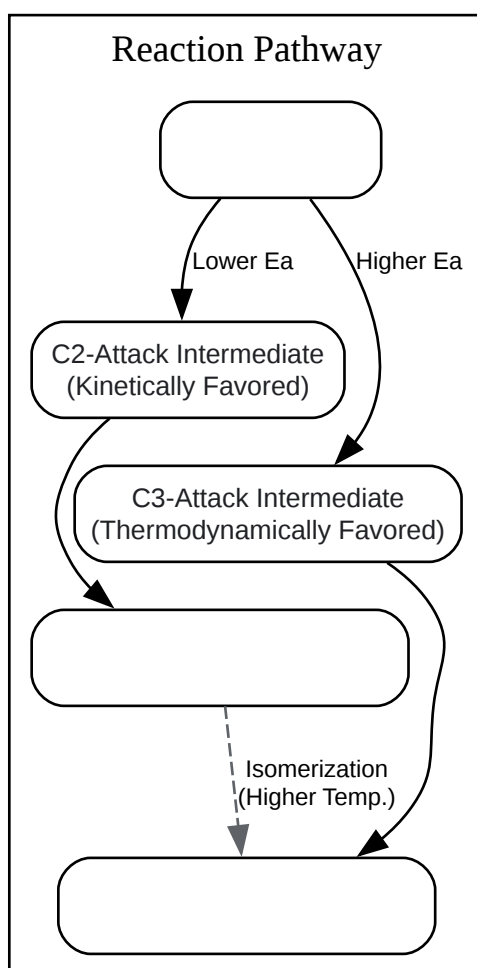 Reaction Pathway
Lower Ea
Higher Ea
C2-Attack Intermediate
(Kinetically Favored)
C3-Attack Intermediate
(Thermodynamically Favored)
Isomerization
(Higher Temp.)